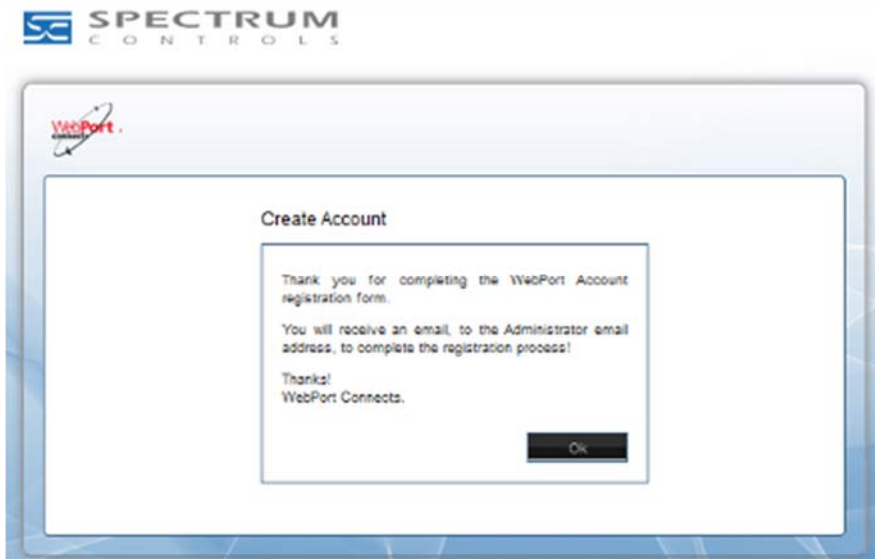 SPECTRUM
CONTROLS
WebPort.
connects
Create Account
Thank you for completing the WebPort Account
registration form.
You will receive an email, to the Administrator email
address, to complete the registration process!
Thanks!
WebPort Connects.
Ok